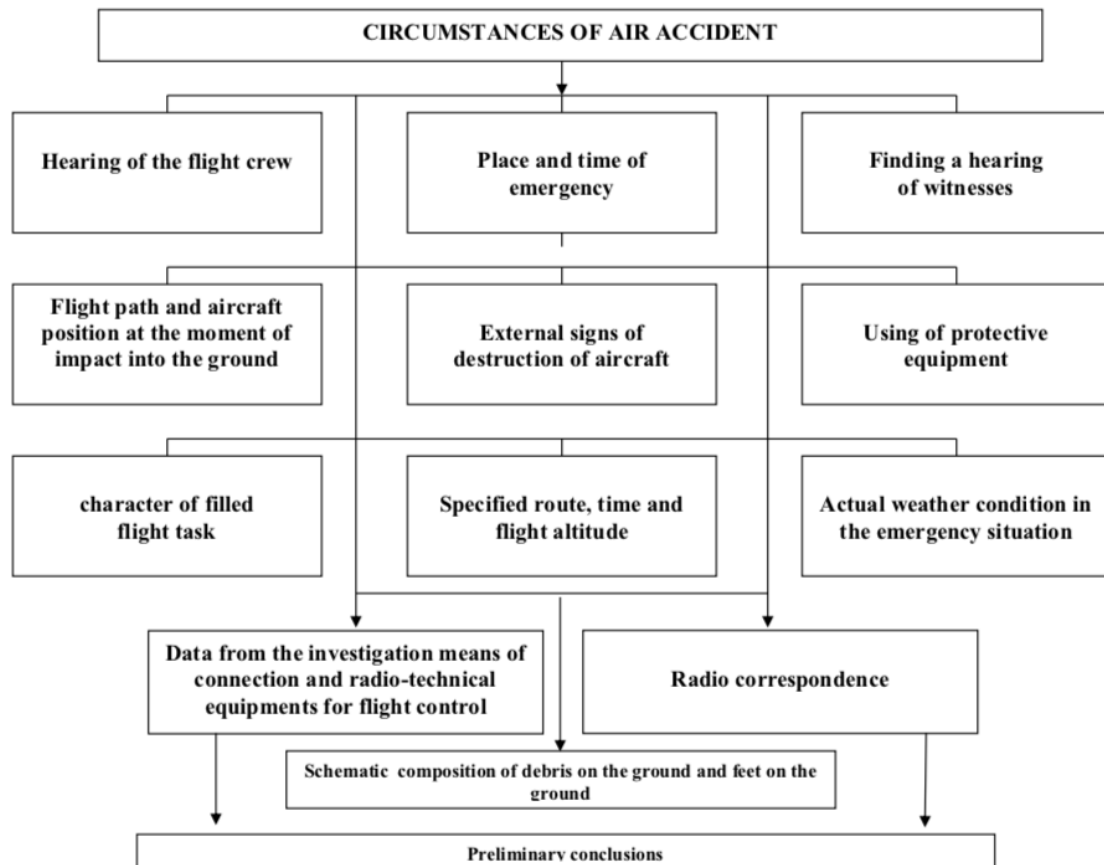 CIRCUMSTANCES OF AIR ACCIDENT
Hearing of the flight crew
Place and time of
emergency
Finding a hearing
of witnesses
Flight path and aircraft
position at the moment of
impact into the ground
External signs of
destruction of aircraft
Using of protective
equipment
character of filled
flight task
Specified route, time and
flight altitude
Actual weather condition in
the emergency situation
Data from the investigation means of
connection and radio-technical
equipments for flight control
Radio correspondence
Schematic composition of debris on the ground and feet on the
ground
Preliminary conclusions